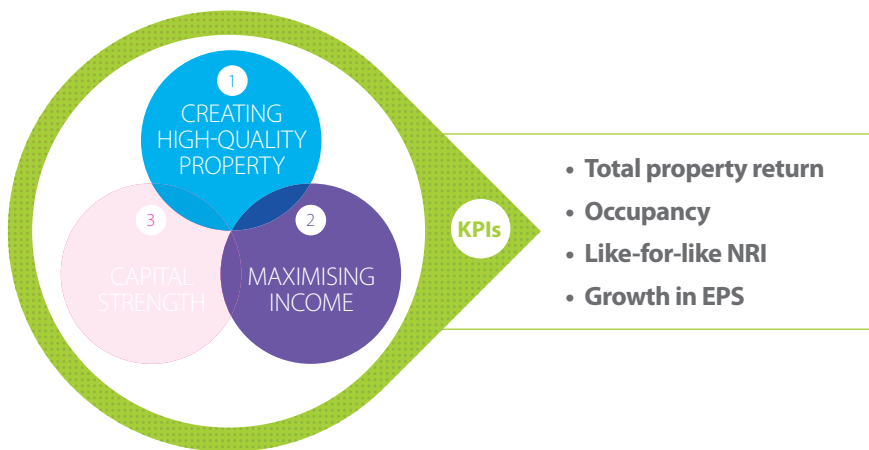 1
CREATING
HIGH-QUALITY
PROPERTY
3
CAPITAL
STRENGTH
2
MAXIMISING
INCOME
KPIs
• Total property return
• Occupancy
• Like-for-like NRI
• Growth in EPS